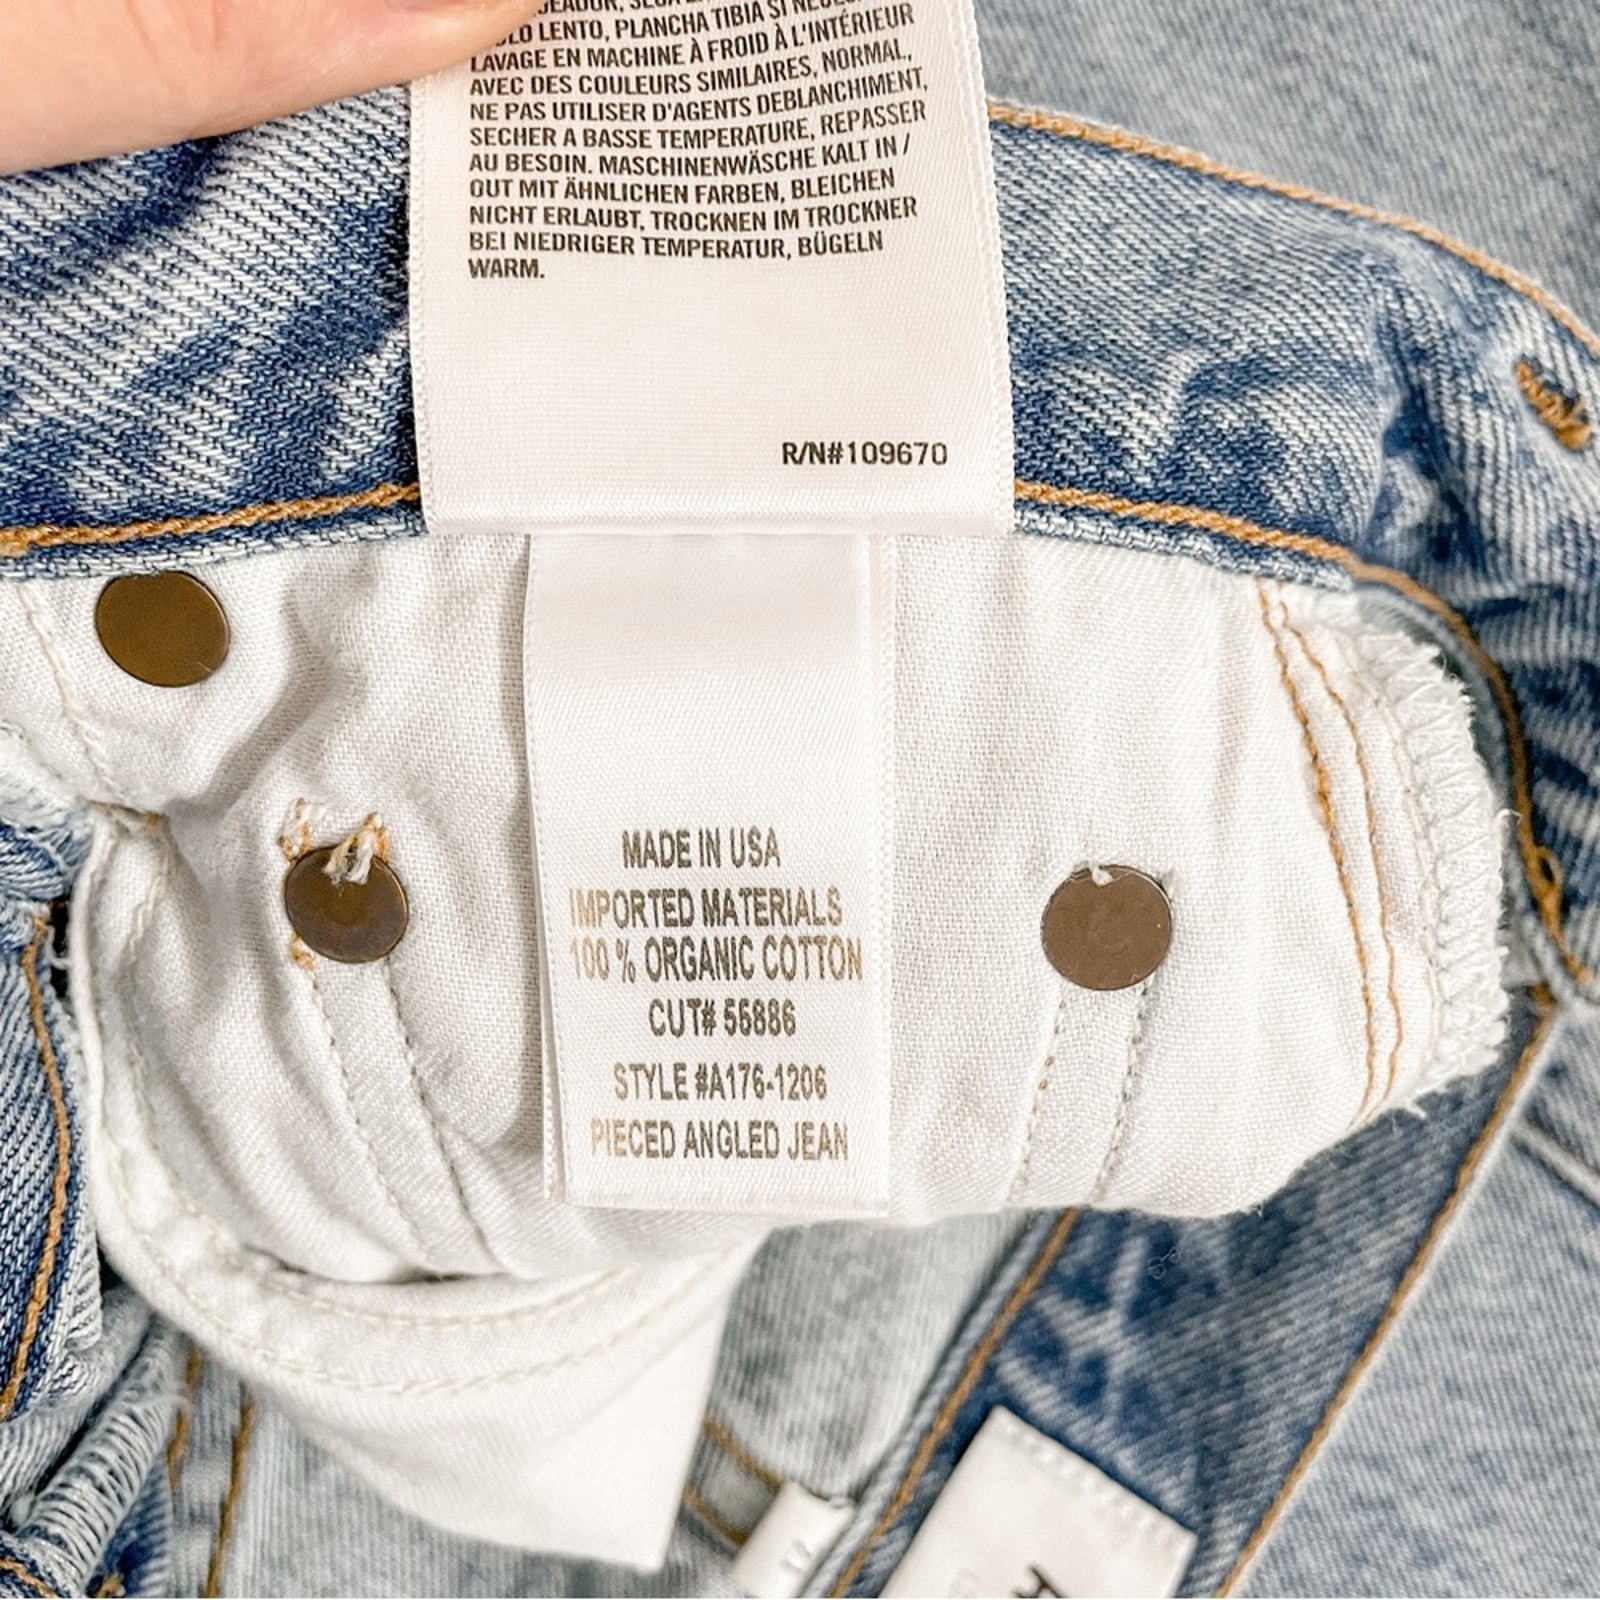 LENTO, PLANCHA TIBIA SI
LAVAGE EN MACHINE À FROID À L'INTÉRIEUR
AVEC DES COULEURS SIMILAIRES, NORMAL,
NE PAS UTILISER D'AGENTS DEBLANCHIMENT,
SECHER A BASSE TEMPERATURE, REPASSER
AU BESOIN. MASCHINENWÄSCHE KALT IN /
OUT MIT ÄHNLICHEN FARBEN, BLEICHEN
NICHT ERLAUBT, TROCKNEN IM TROCKNER
BEI NIEDRIGER TEMPERATUR, BÜGELN
WARM.
R/N#109670
MADE IN USA
IMPORTED MATERIALS
100 % ORGANIC COTTON
CUT# 56886
STYLE #A176-1206
PIECED ANGLED JEAN